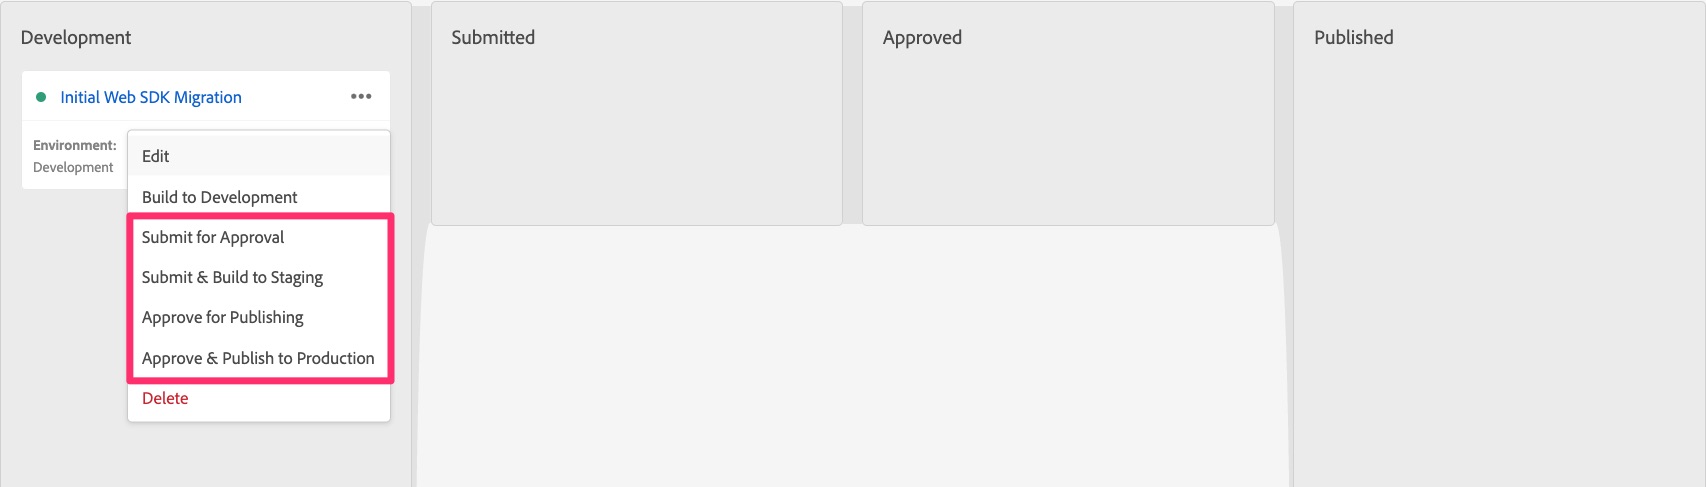 Development
Submitted
Approved
Published
Initial Web SDK Migration
Environment:
Development
Edit
Build to Development
Submit for Approval
Submit & Build to Staging
Approve for Publishing
Approve & Publish to Production
Delete